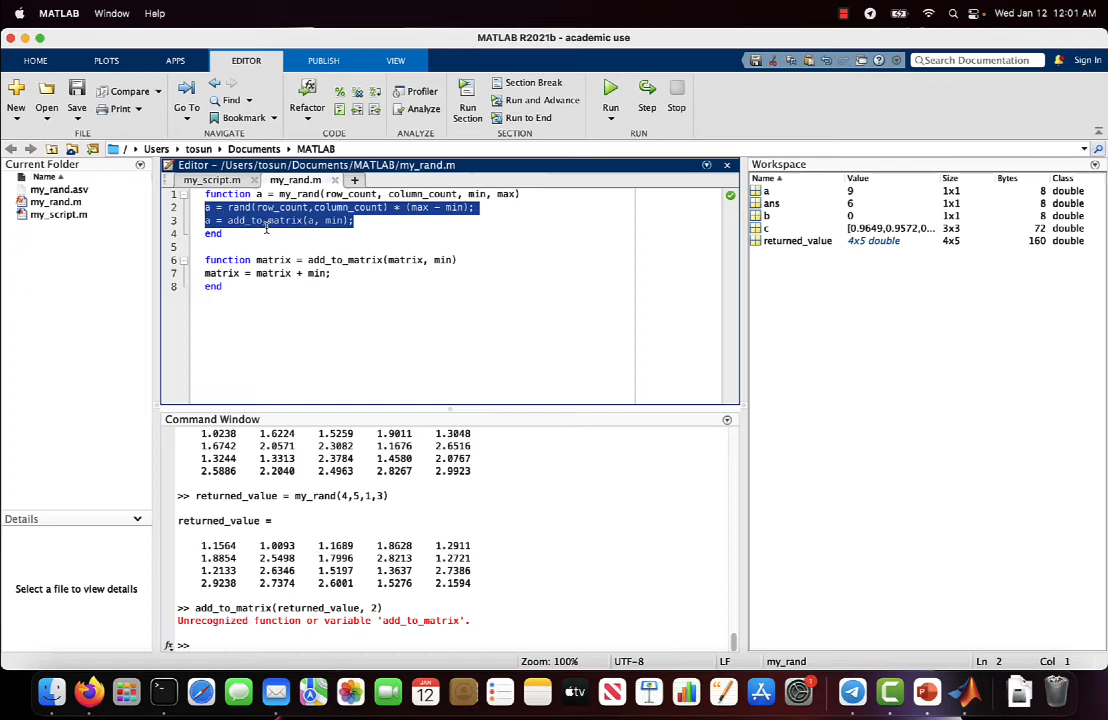 MATLAB Window Help Wed Jan 12 12:01 AM
MATLAB R2021b - academic use
HOME PLOTS APPS EDITOR PUBLISH VIEW Search Documentation Sign In
New Open Save Compare Print Go To Find Bookmark Refactor Profiler Analyze Run Section Section Break Run and Advance Run to End Run Step Stop
FILE NAVIGATE CODE ANALYZE SECTION RUN
/ Users tosun Documents MATLAB
Current Folder
Name
my_rand.asv
my_rand.m
my_script.m
Details
Select a file to view details
Editor - /Users/tosun/Documents/MATLAB/my_rand.m
my_script.m my_rand.m
1 function a = my_rand(row_count, column_count, min, max)
2 a = rand(row_count,column_count) * (max - min);
3 a = add_to_matrix(a, min);
4 end
5
6 function matrix = add_to_matrix(matrix, min)
7 matrix = matrix + min;
8 end
Command Window
1.0238 1.6224 1.5259 1.9011 1.3048
1.6742 2.0571 2.3082 1.1676 2.6516
1.3244 1.3313 2.3784 1.4580 2.0767
2.5886 2.2040 2.4963 2.8267 2.9923
>> returned_value = my_rand(4,5,1,3)
returned_value =
1.1564 1.0093 1.1689 1.8628 1.2911
1.8854 2.5498 1.7996 2.8213 1.2721
1.2133 2.6346 1.5197 1.3637 2.7386
2.9238 2.7374 2.6001 1.5276 2.1594
>> add_to_matrix(returned_value, 2)
Unrecognized function or variable 'add_to_matrix'.
fx >>
Workspace
Name Value Size Bytes Class
a 9 1x1 8 double
ans 6 1x1 8 double
b 0 1x1 8 double
c [0.9649,0.9572,0... 3x3 72 double
returned_value 4x5 double 4x5 160 double
Zoom: 100% UTF-8 LF my_rand Ln 2 Col 1
JAN
12
tv
1